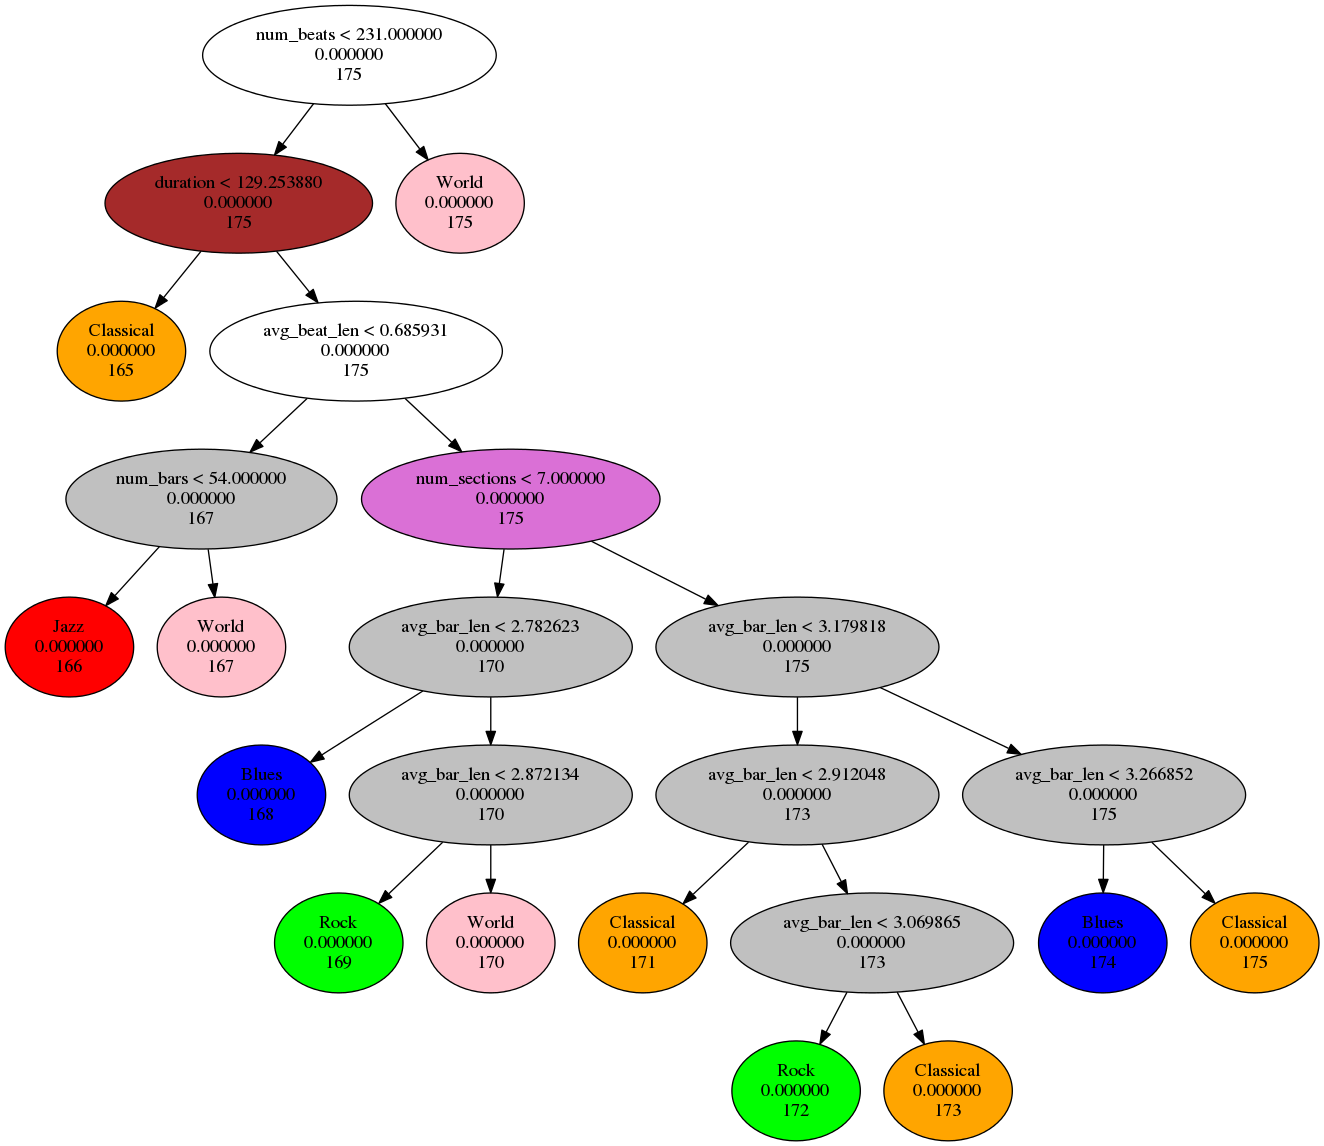 num_beats < 231.000000
0.000000
175
duration < 129.253880
0.000000
175
World
0.000000
175
Classical
0.000000
165
avg_beat_len < 0.685931
0.000000
175
num_bars < 54.000000
0.000000
167
num_sections < 7.000000
0.000000
175
Jazz
0.000000
166
World
0.000000
167
avg_bar_len < 2.782623
0.000000
170
avg_bar_len < 3.179818
0.000000
175
Blues
0.000000
168
avg_bar_len < 2.872134
0.000000
170
avg_bar_len < 2.912048
0.000000
173
avg_bar_len < 3.266852
0.000000
175
Rock
0.000000
169
World
0.000000
170
Classical
0.000000
171
avg_bar_len < 3.069865
0.000000
173
Blues
0.000000
174
Classical
0.000000
175
Rock
0.000000
172
Classical
0.000000
173